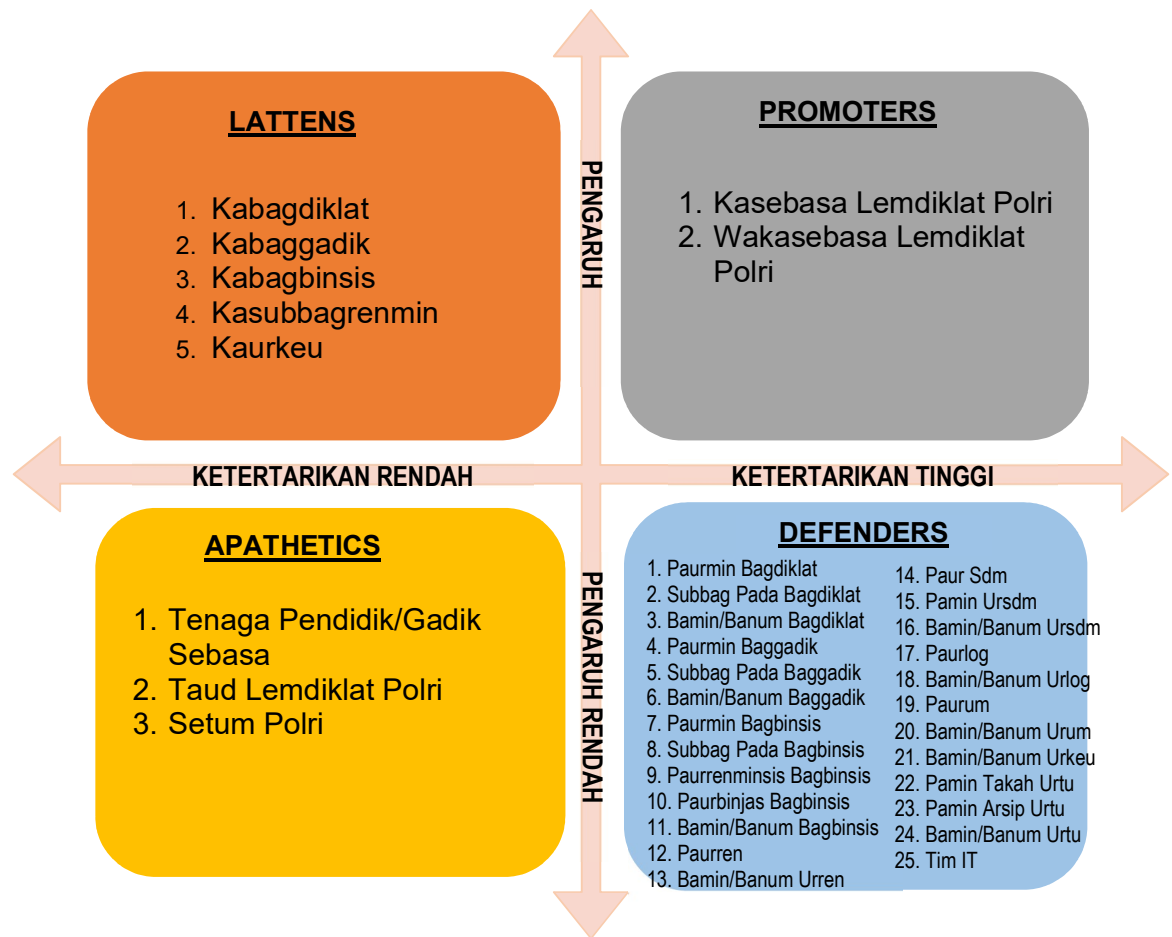 LATTENS
1. Kabagdiklat
2. Kabaggadik
3. Kabagbinsis
4. Kasubbagrenmin
5. Kaurkeu
PENGARUH
PROMOTERS
1. Kasebasa Lemdiklat Polri
2. Wakasebasa Lemdiklat
Polri
KETERTARIKAN RENDAH
KETERTARIKAN TINGGI
APATHETICS
1. Tenaga Pendidik/Gadik
Sebasa
2. Taud Lemdiklat Polri
3. Setum Polri
PENGARUH RENDAH
DEFENDERS
1. Paurmin Bagdiklat
2. Subbag Pada Bagdiklat
3. Bamin/Banum Bagdiklat
4. Paurmin Baggadik
5. Subbag Pada Baggadik
6. Bamin/Banum Baggadik
7. Paurmin Bagbinsis
8. Subbag Pada Bagbinsis
9. Paurrenminsis Bagbinsis
10. Paurbinjas Bagbinsis
11. Bamin/Banum Bagbinsis
12. Paurren
13. Bamin/Banum Urren
14. Paur Sdm
15. Pamin Ursdm
16. Bamin/Banum Ursdm
17. Paurlog
18. Bamin/Banum Urlog
19. Paurum
20. Bamin/Banum Urum
21. Bamin/Banum Urkeu
22. Pamin Takah Urtu
23. Pamin Arsip Urtu
24. Bamin/Banum Urtu
25. Tim IT